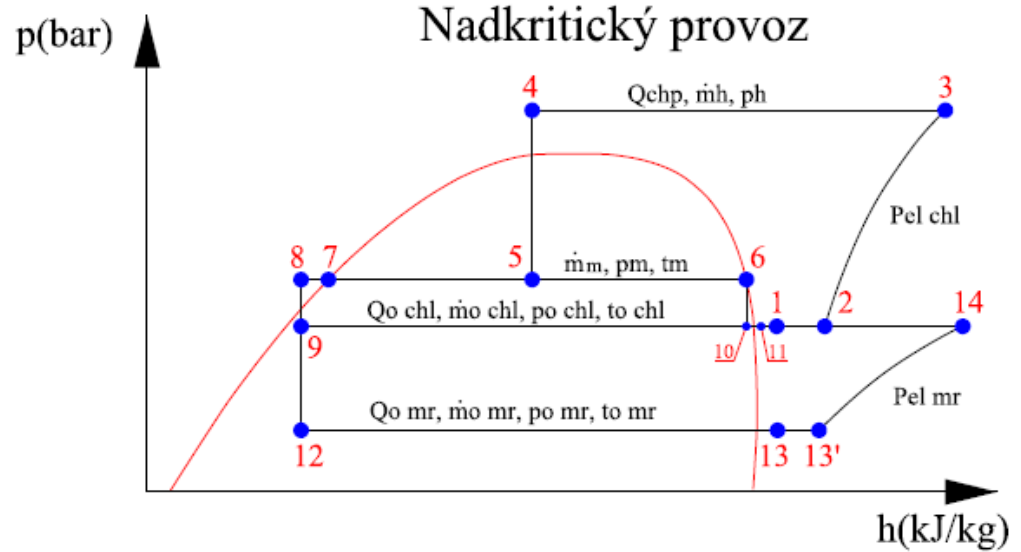 Nadkritický provoz
p(bar)
4
Qchp, ṁh, ph
3
Pel chl
8
7
5
ṁm, pm, tm
6
Qo chl, ṁo chl, po chl, to chl
1
2
14
9
10
11
Qo mr, ṁo mr, po mr, to mr
Pel mr
12
13
13'
h(kJ/kg)